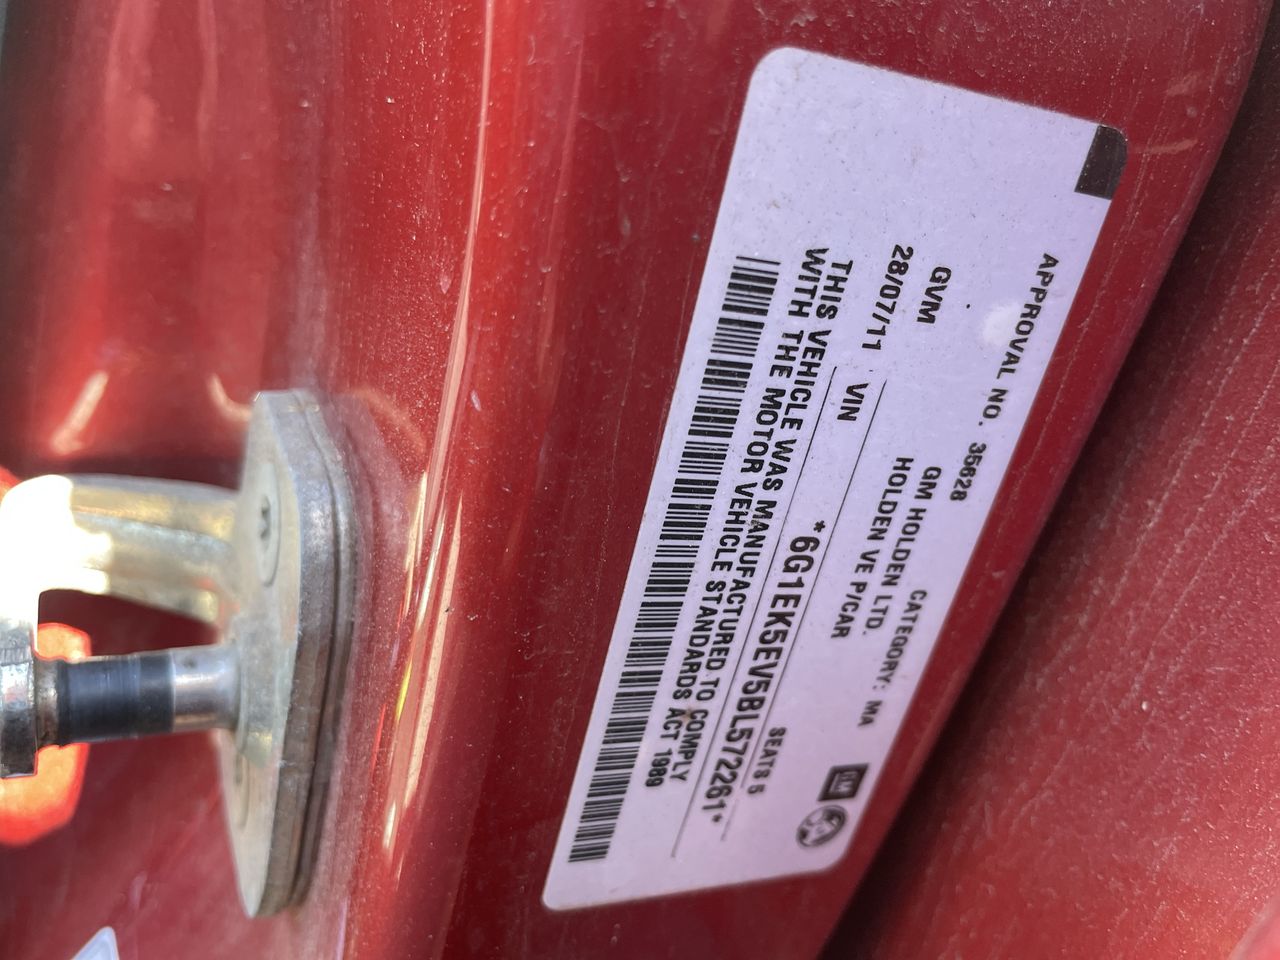 APPROVAL NO. 35628 CATEGORY: MA
GM HOLDEN LTD.
GVM HOLDEN VE P/CAR
28/07/11 SEATS 5
VIN *6G1EK5EV5BL572261*
THIS VEHICLE WAS MANUFACTURED TO COMPLY
WITH THE MOTOR VEHICLE STANDARDS ACT 1989
GM